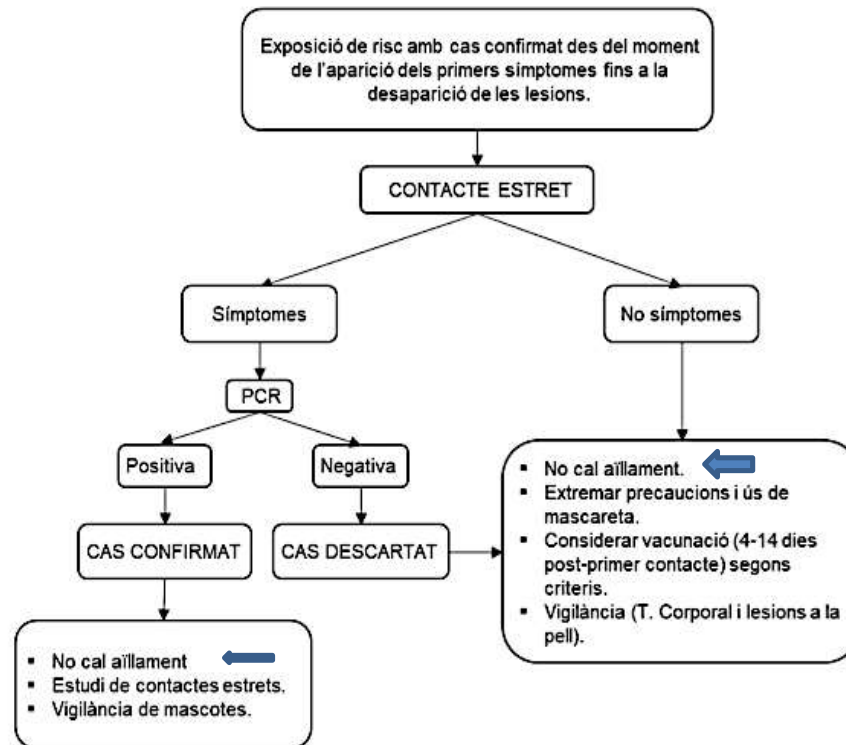 Exposició de risc amb cas confirmat des del moment
de l'aparició dels primers símptomes fins a la
desaparició de les lesions.
CONTACTE ESTRET
Símptomes
No símptomes
PCR
Positiva
Negativa
CAS CONFIRMAT
CAS DESCARTAT
▪ No cal aïllament.
▪ Extremar precaucions i ús de
mascareta.
▪ Considerar vacunació (4-14 dies
post-primer contacte) segons
criteris.
▪ Vigilància (T. Corporal i lesions a la
pell).
▪ No cal aïllament
▪ Estudi de contactes estrets.
▪ Vigilància de mascotes.